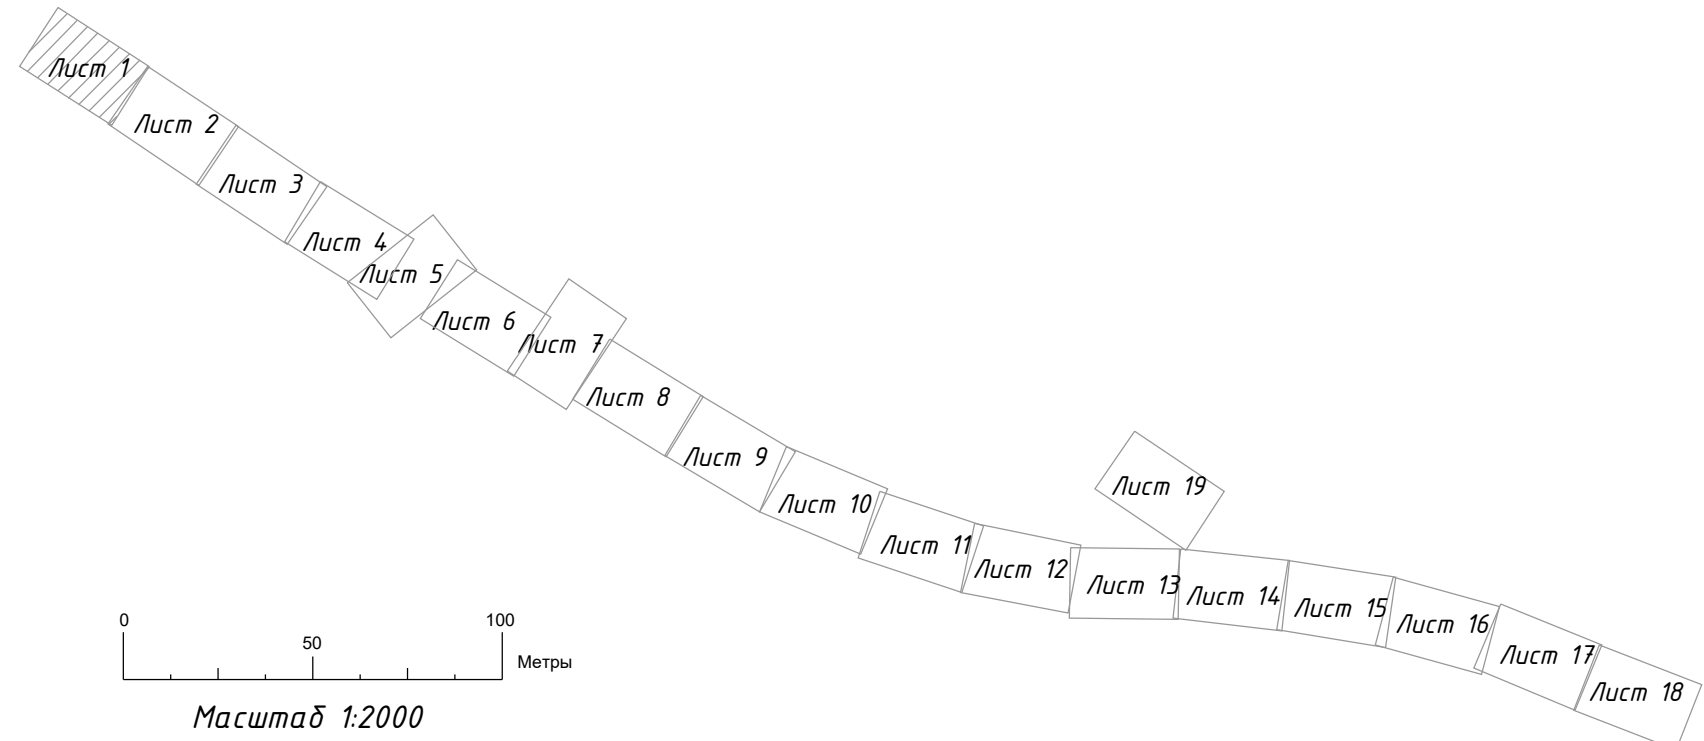 Лист 1
Лист 2
Лист 3
Лист 4
Лист 5
Лист 6
Лист 7
Лист 8
Лист 9
Лист 10
Лист 11
Лист 12
Лист 13
Лист 14
Лист 15
Лист 16
Лист 17
Лист 18
Лист 19
0 100
50
Метры
Масштаб 1:2000